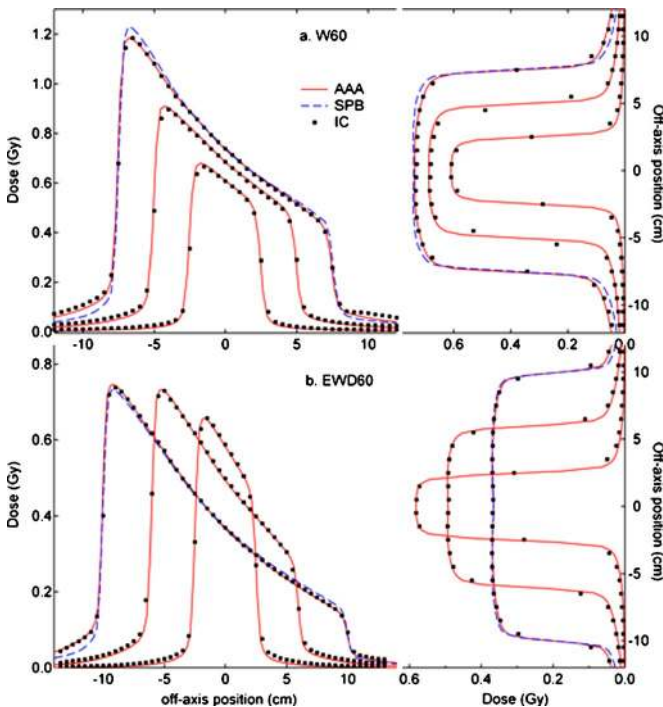 a. W60
AAA
SPB
IC
Dose (Gy)
1.2
1.0
0.8
0.6
0.4
0.2
0.0
-10 -5 0 5 10
10
5
0
-5
-10
Off-axis position (cm)
0.6 0.4 0.2 0.0
b. EWD60
Dose (Gy)
0.8
0.6
0.4
0.2
0.0
-10 -5 0 5 10
off-axis position (cm)
10
5
0
-5
-10
Off-axis position (cm)
0.6 0.4 0.2 0.0
Dose (Gy)